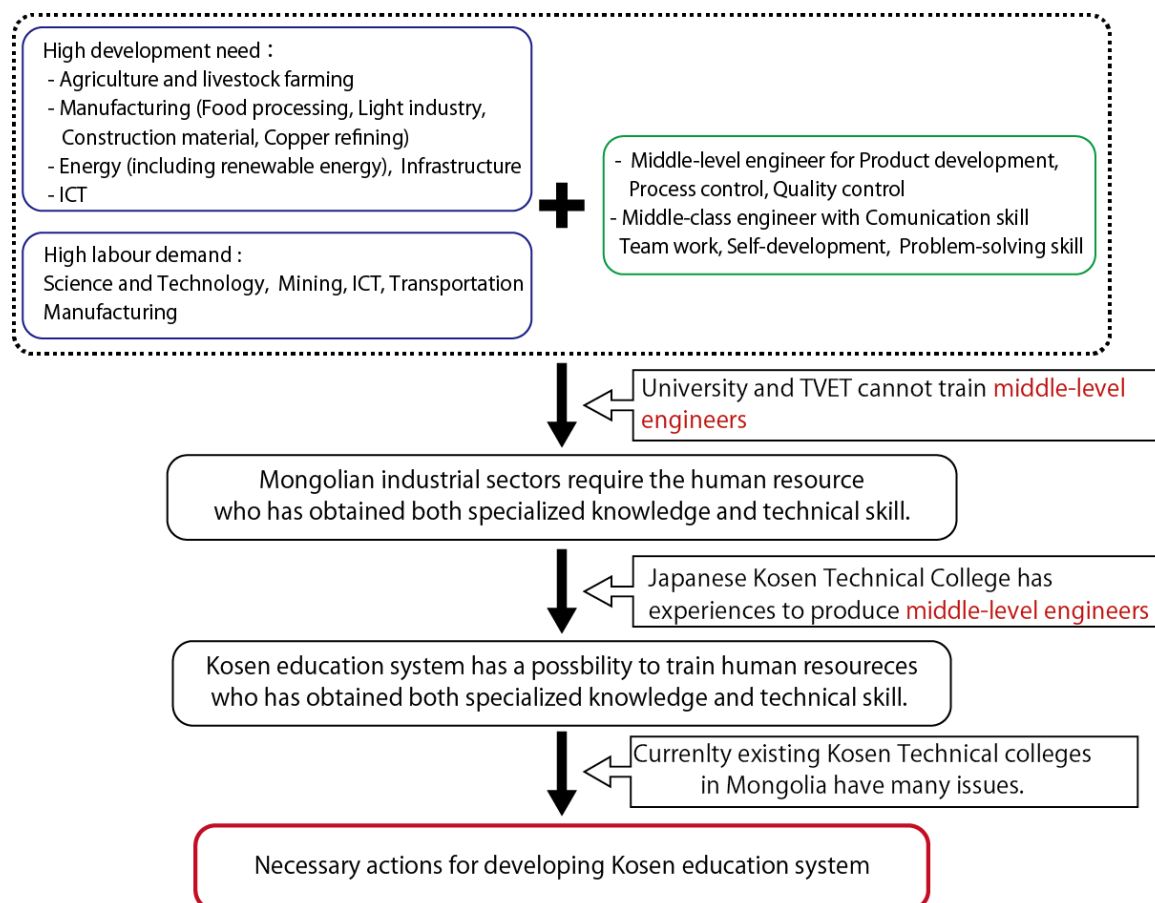 High development need :
- Agriculture and livestock farming
- Manufacturing (Food processing, Light industry,
Construction material, Copper refining)
- Energy (including renewable energy), Infrastructure
- ICT
High labour demand :
Science and Technology, Mining, ICT, Transportation
Manufacturing
+
- Middle-level engineer for Product development,
Process control, Quality control
- Middle-class engineer with Comunication skill
Team work, Self-development, Problem-solving skill
University and TVET cannot train middle-level
engineers
Mongolian industrial sectors require the human resource
who has obtained both specialized knowledge and technical skill.
Japanese Kosen Technical College has
experiences to produce middle-level engineers
Kosen education system has a possbility to train human resoureces
who has obtained both specialized knowledge and technical skill.
Currenlty existing Kosen Technical colleges
in Mongolia have many issues.
Necessary actions for developing Kosen education system